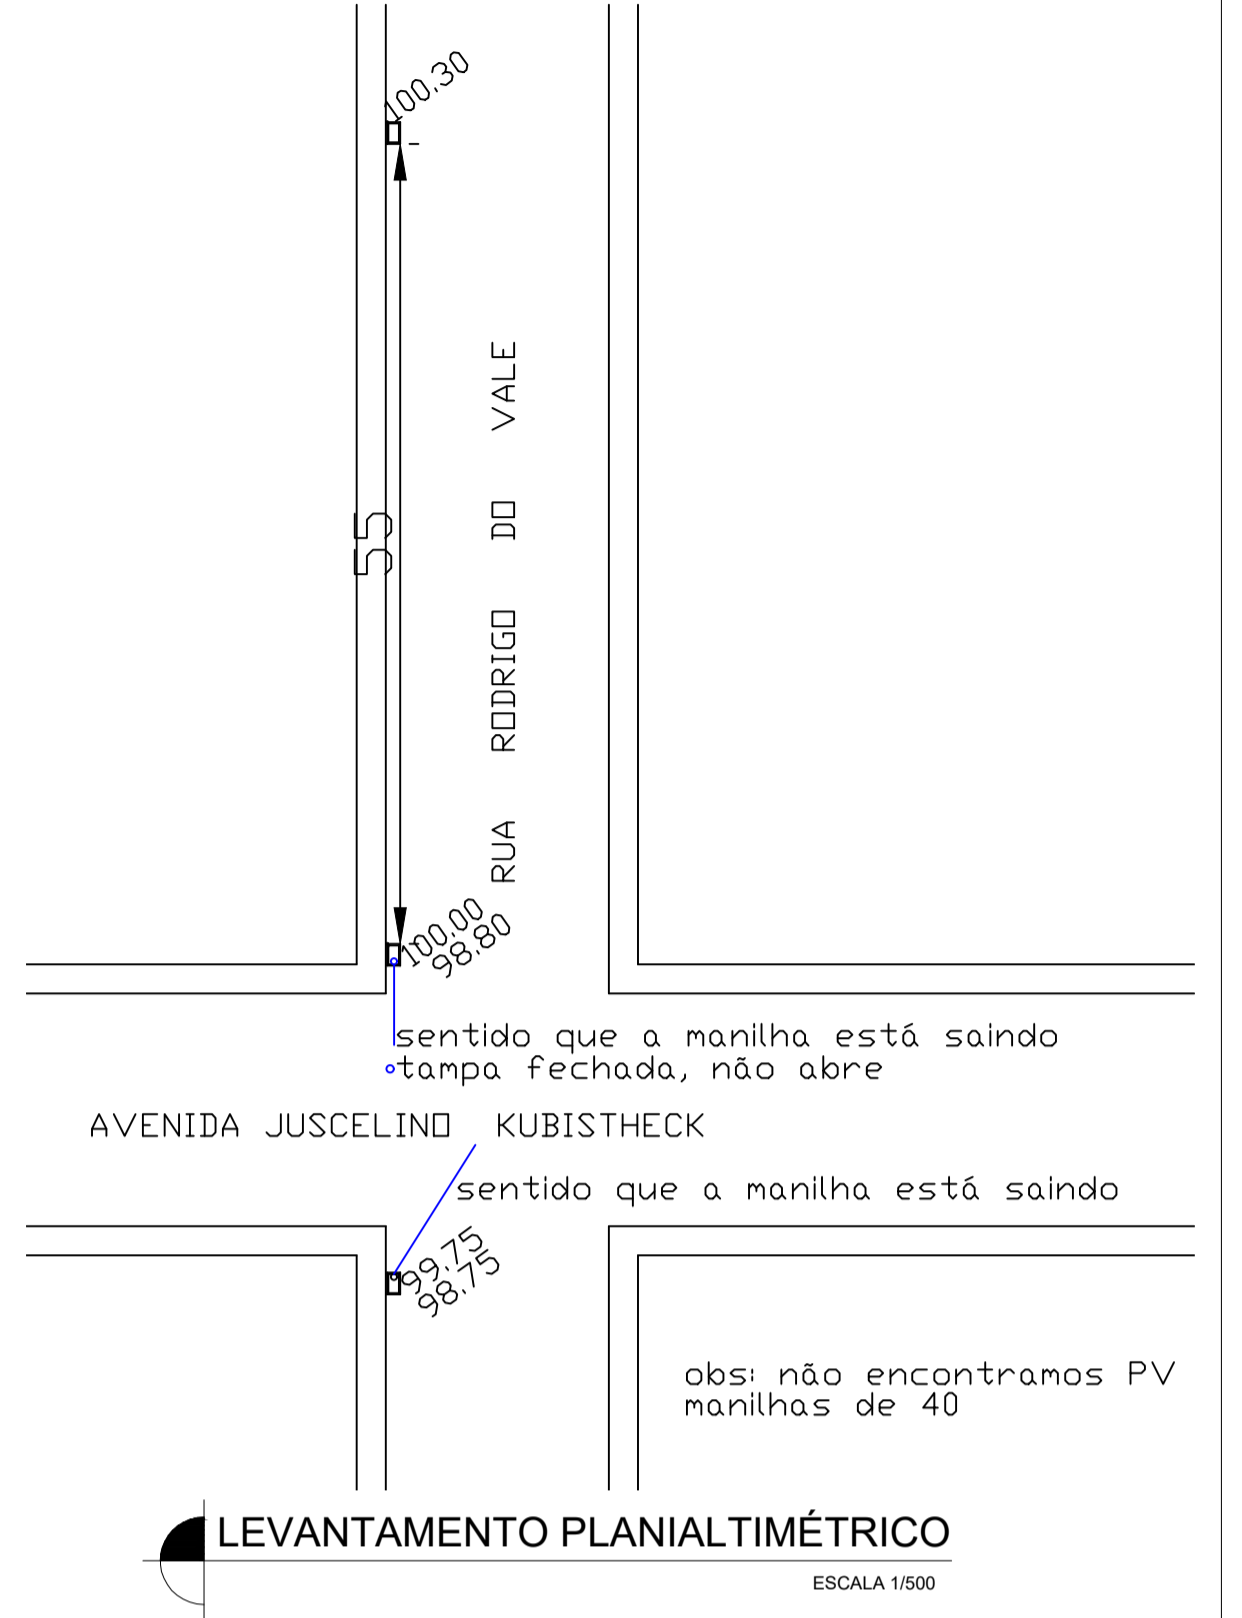 100.30
55
RUA RODRIGO DO VALE
100.00
98.80
sentido que a manilha está saindo
tampa fechada, não abre
AVENIDA JUSCELINO KUBISTHECK
sentido que a manilha está saindo
99.75
98.75
obs: não encontramos PV
manilhas de 40
LEVANTAMENTO PLANIALTIMÉTRICO
ESCALA 1/500